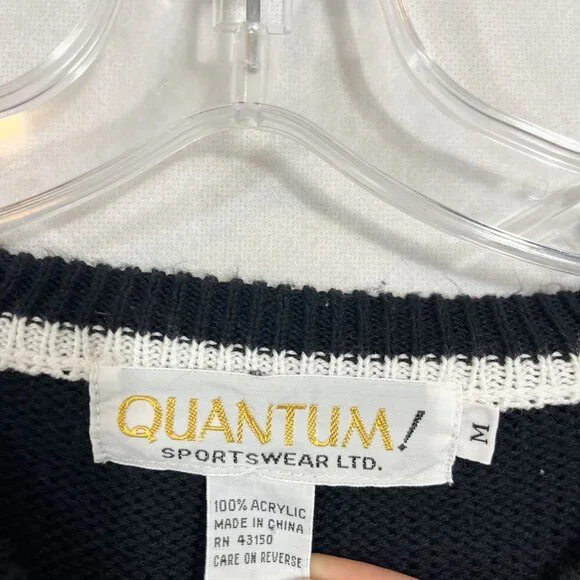 QUANTUM!
SPORTSWEAR LTD.
M
100% ACRYLIC
MADE IN CHINA
RN 43150
CARE ON REVERSE